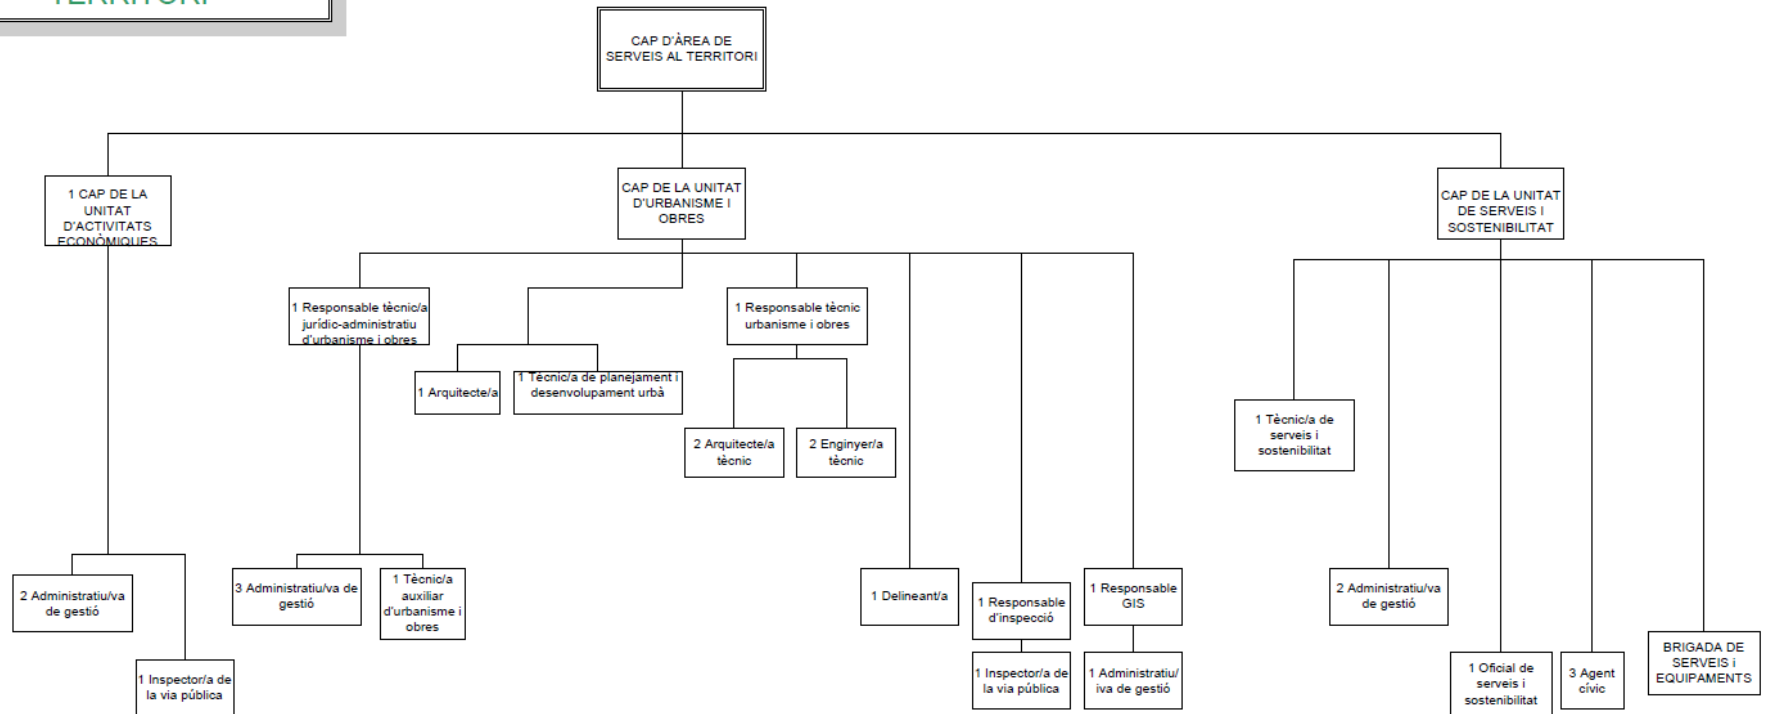 TERRITORI
CAP D'ÀREA DE
SERVEIS AL TERRITORI
1 CAP DE LA
UNITAT
D'ACTIVITATS
ECONÒMIQUES
CAP DE LA UNITAT
D'URBANISME I
OBRES
CAP DE LA UNITAT
DE SERVEIS I
SOSTENIBILITAT
1 Responsable tècnic/a
jurídic-administratiu
d'urbanisme i obres
1 Responsable tècnic
urbanisme i obres
1 Arquitecte/a
1 Tècnic/a de planejament i
desenvolupament urbà
2 Arquitecte/a
tècnic
2 Enginyer/a
tècnic
1 Tècnic/a de
serveis i
sostenibilitat
2 Administratiu/va
de gestió
3 Administratiu/va de
gestió
1 Tècnic/a
auxiliar
d'urbanisme i
obres
1 Delineant/a
1 Responsable
d'inspecció
1 Responsable
GIS
2 Administratiu/va
de gestió
1 Inspector/a de
la via pública
1 Inspector/a de
la via pública
1 Administratiu/
iva de gestió
1 Oficial de
serveis i
sostenibilitat
3 Agent
cívic
BRIGADA DE
SERVEIS i
EQUIPAMENTS